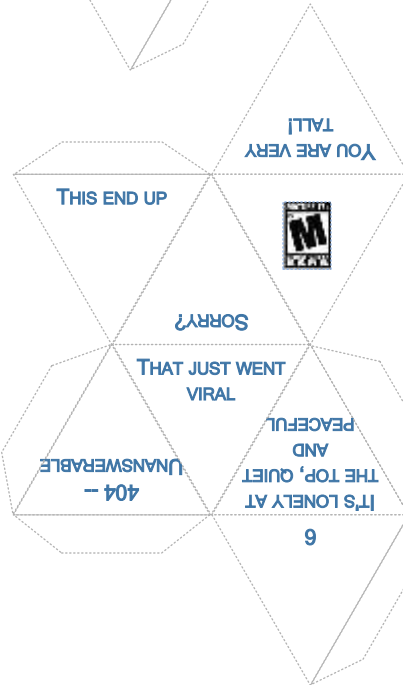 You are very
tall!
This end up
M
Sorry?
That just went
viral
404 --
Unanswerable
It's lonely at
the top, quiet
and
peaceful
9